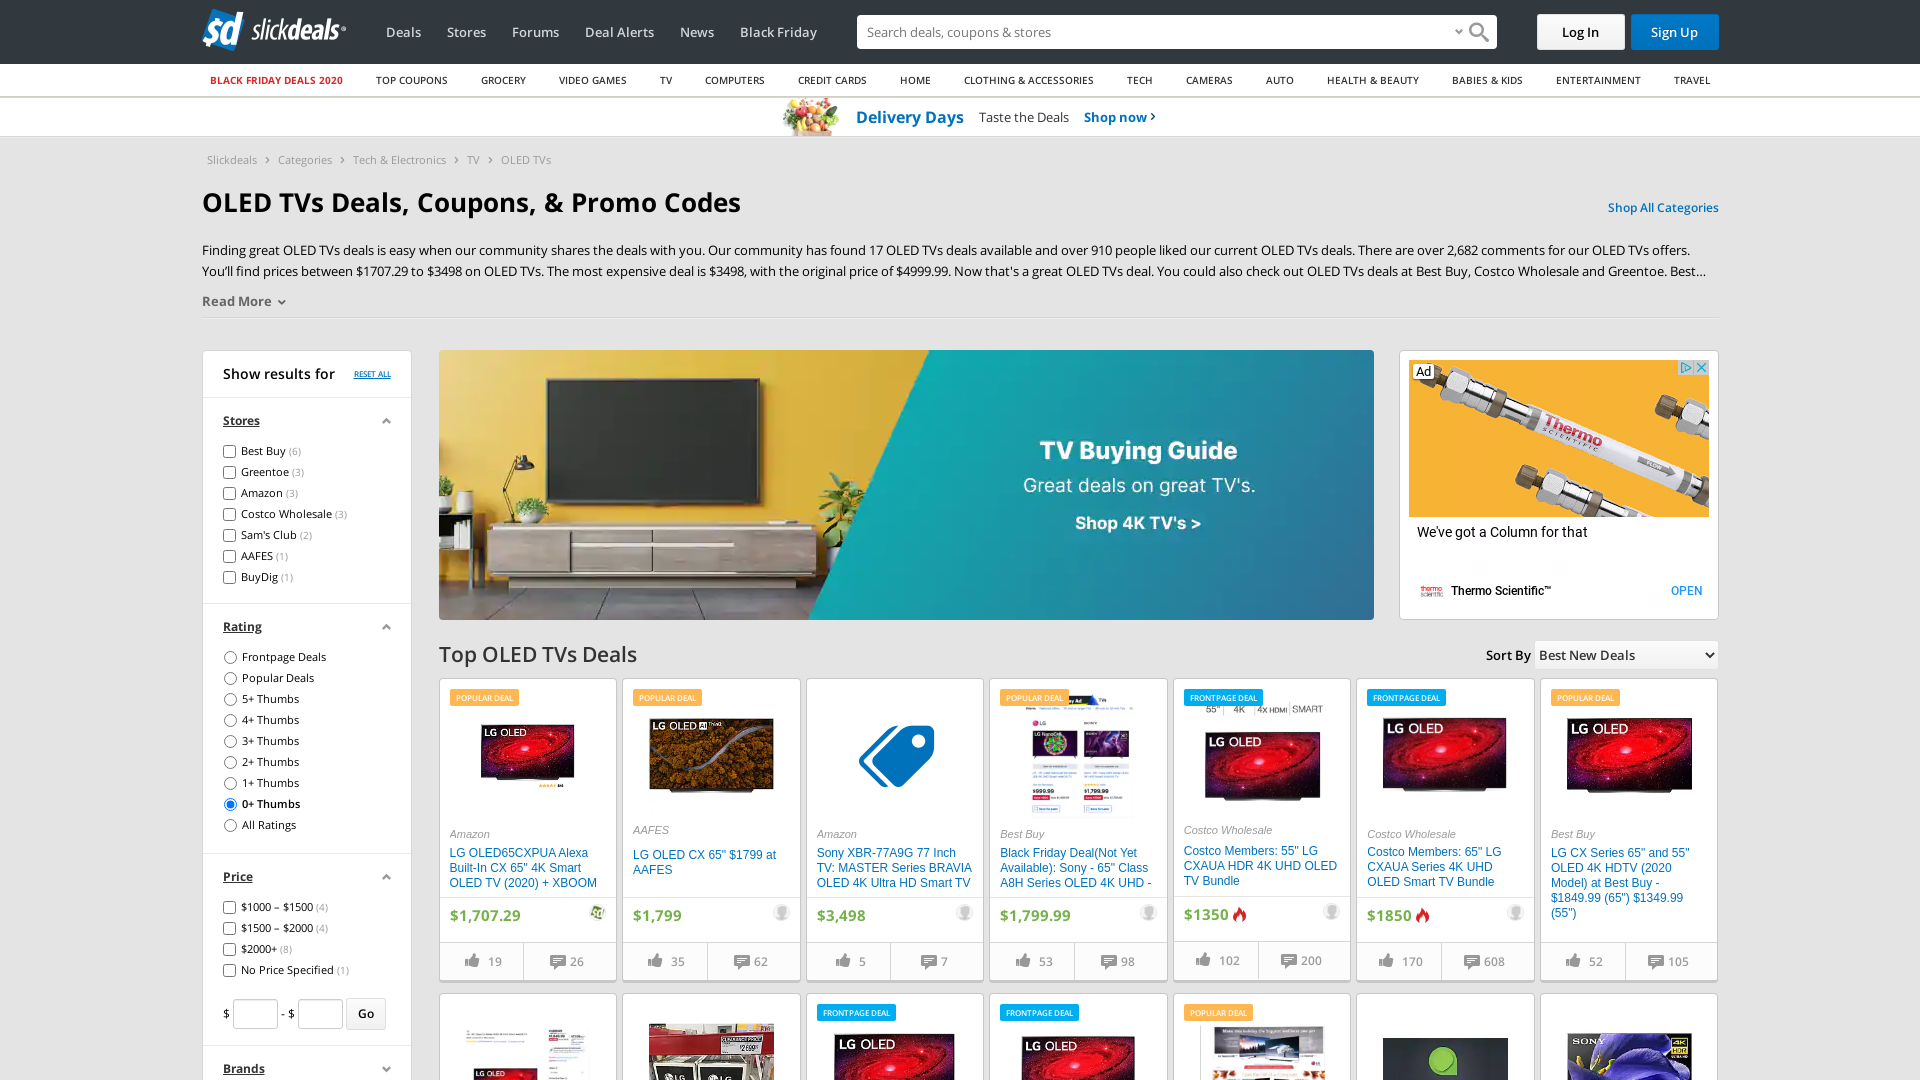 slickdeals
Deals
Stores
Forums
Deal Alerts
News
Black Friday
Search deals, coupons & stores
Log In
Sign Up
BLACK FRIDAY DEALS 2020
TOP COUPONS
GROCERY
VIDEO GAMES
TV
COMPUTERS
CREDIT CARDS
HOME
CLOTHING & ACCESSORIES
TECH
CAMERAS
AUTO
HEALTH & BEAUTY
BABIES & KIDS
ENTERTAINMENT
TRAVEL
Delivery Days Taste the Deals Shop now ›
Slickdeals › Categories › Tech & Electronics › TV › OLED TVs
OLED TVs Deals, Coupons, & Promo Codes
Shop All Categories
Finding great OLED TVs deals is easy when our community shares the deals with you. Our community has found 17 OLED TVs deals available and over 910 people liked our current OLED TVs deals. There are over 2,682 comments for our OLED TVs offers.
You'll find prices between $1707.29 to $3498 on OLED TVs. The most expensive deal is $3498, with the original price of $4999.99. Now that's a great OLED TVs deal. You could also check out OLED TVs deals at Best Buy, Costco Wholesale and Greentoe. Best…
Read More
Show results for
RESET ALL
Stores
Best Buy (6)
Greentoe (3)
Amazon (3)
Costco Wholesale (3)
Sam's Club (2)
AAFES (1)
BuyDig (1)
Rating
Frontpage Deals
Popular Deals
5+ Thumbs
4+ Thumbs
3+ Thumbs
2+ Thumbs
1+ Thumbs
0+ Thumbs
All Ratings
Price
$1000 – $1500 (4)
$1500 – $2000 (4)
$2000+ (8)
No Price Specified (1)
$ - $ Go
Brands
TV Buying Guide
Great deals on great TV's.
Shop 4K TV's >
Ad
Thermo
SCIENTIFIC
FLOW
We've got a Column for that
thermo
scientific
Thermo Scientific™
OPEN
Top OLED TVs Deals
Sort By Best New Deals
POPULAR DEAL
LG OLED
Amazon
LG OLED65CXPUA Alexa
Built-In CX 65" 4K Smart
OLED TV (2020) + XBOOM
$1,707.29
19
26
POPULAR DEAL
LG OLED AI ThinQ
AAFES
LG OLED CX 65" $1799 at
AAFES
$1,799
35
62
Amazon
Sony XBR-77A9G 77 Inch
TV: MASTER Series BRAVIA
OLED 4K Ultra HD Smart TV
$3,498
5
7
POPULAR DEAL
$999.99
$1,799.99
Best Buy
Black Friday Deal(Not Yet
Available): Sony - 65" Class
A8H Series OLED 4K UHD -
$1,799.99
53
98
FRONTPAGE DEAL
55" 4K 4x HDMI SMART
LG OLED
Costco Wholesale
Costco Members: 55" LG
CXAUA HDR 4K UHD OLED
TV Bundle
$1350
102
200
FRONTPAGE DEAL
LG OLED
Costco Wholesale
Costco Members: 65" LG
CXAUA Series 4K UHD
OLED Smart TV Bundle
$1850
170
608
POPULAR DEAL
LG OLED
Best Buy
LG CX Series 65" and 55"
OLED 4K HDTV (2020
Model) at Best Buy -
$1849.99 (65") $1349.99
(55")
52
105
LG OLED
FRONTPAGE DEAL
LG OLED
FRONTPAGE DEAL
LG OLED
POPULAR DEAL
SONY
4K
HDR